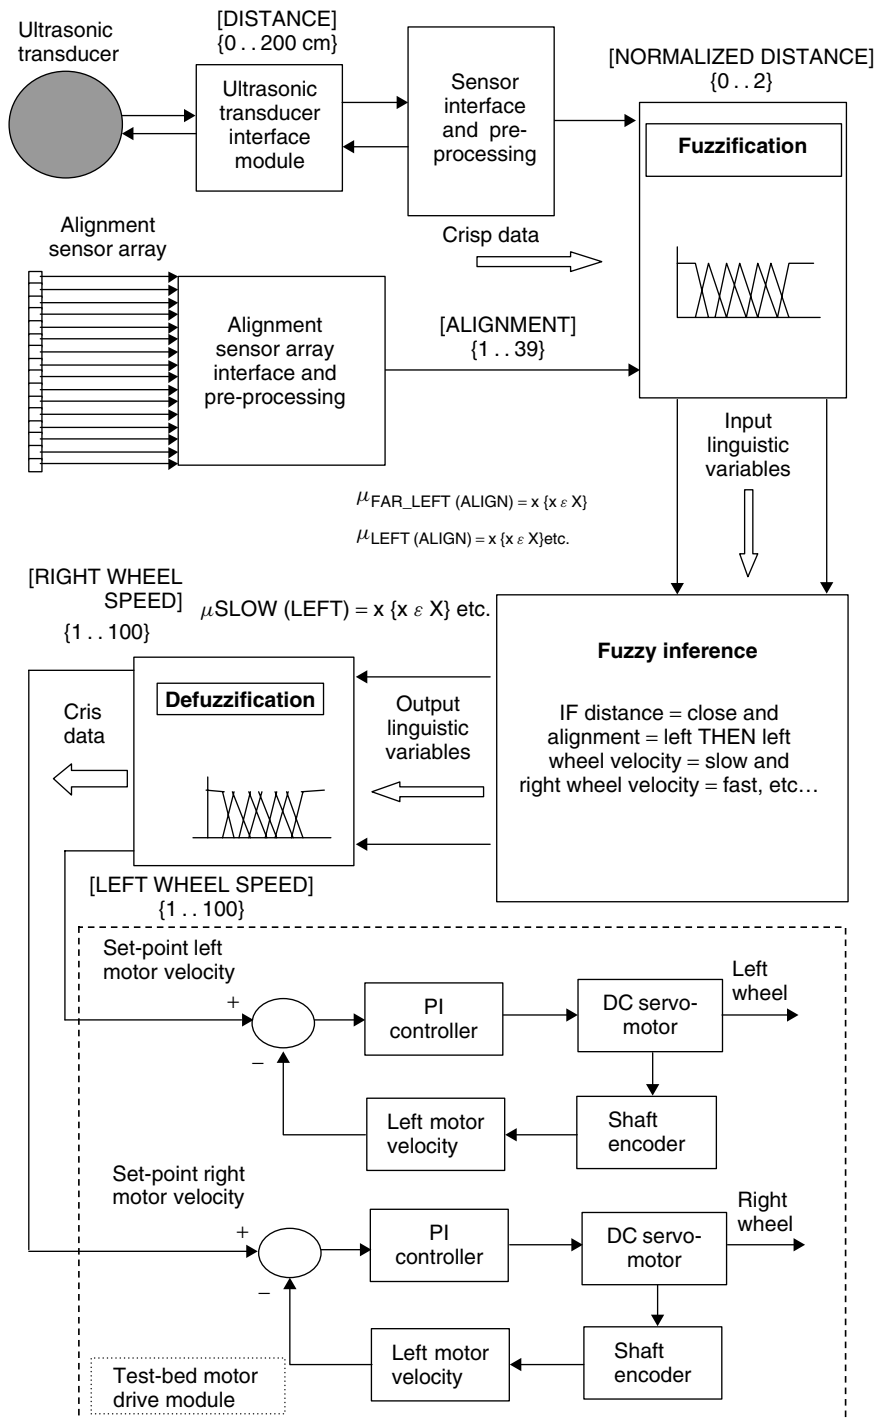 Ultrasonic
transducer
[DISTANCE]
{0 . . 200 cm}
Ultrasonic
transducer
interface
module
Sensor
interface
and pre-
processing
[NORMALIZED DISTANCE]
{0 . . 2}
Fuzzification
Alignment
sensor array
Crisp data
Alignment
sensor array
interface and
pre-processing
[ALIGNMENT]
{1 . . 39}
Input
linguistic
variables
μFAR_LEFT (ALIGN) = x {x ε X}
μLEFT (ALIGN) = x {x ε X}etc.
[RIGHT WHEEL
SPEED]
{1 . . 100}
μSLOW (LEFT) = x {x ε X} etc.
Fuzzy inference
IF distance = close and
alignment = left THEN left
wheel velocity = slow and
right wheel velocity = fast, etc…
Defuzzification
Cris
data
Output
linguistic
variables
[LEFT WHEEL SPEED]
{1 . . 100}
Set-point left
motor velocity
+
−
PI
controller
DC servo-
motor
Left
wheel
Left motor
velocity
Shaft
encoder
Set-point right
motor velocity
+
−
PI
controller
DC servo-
motor
Right
wheel
Left motor
velocity
Shaft
encoder
Test-bed motor
drive module